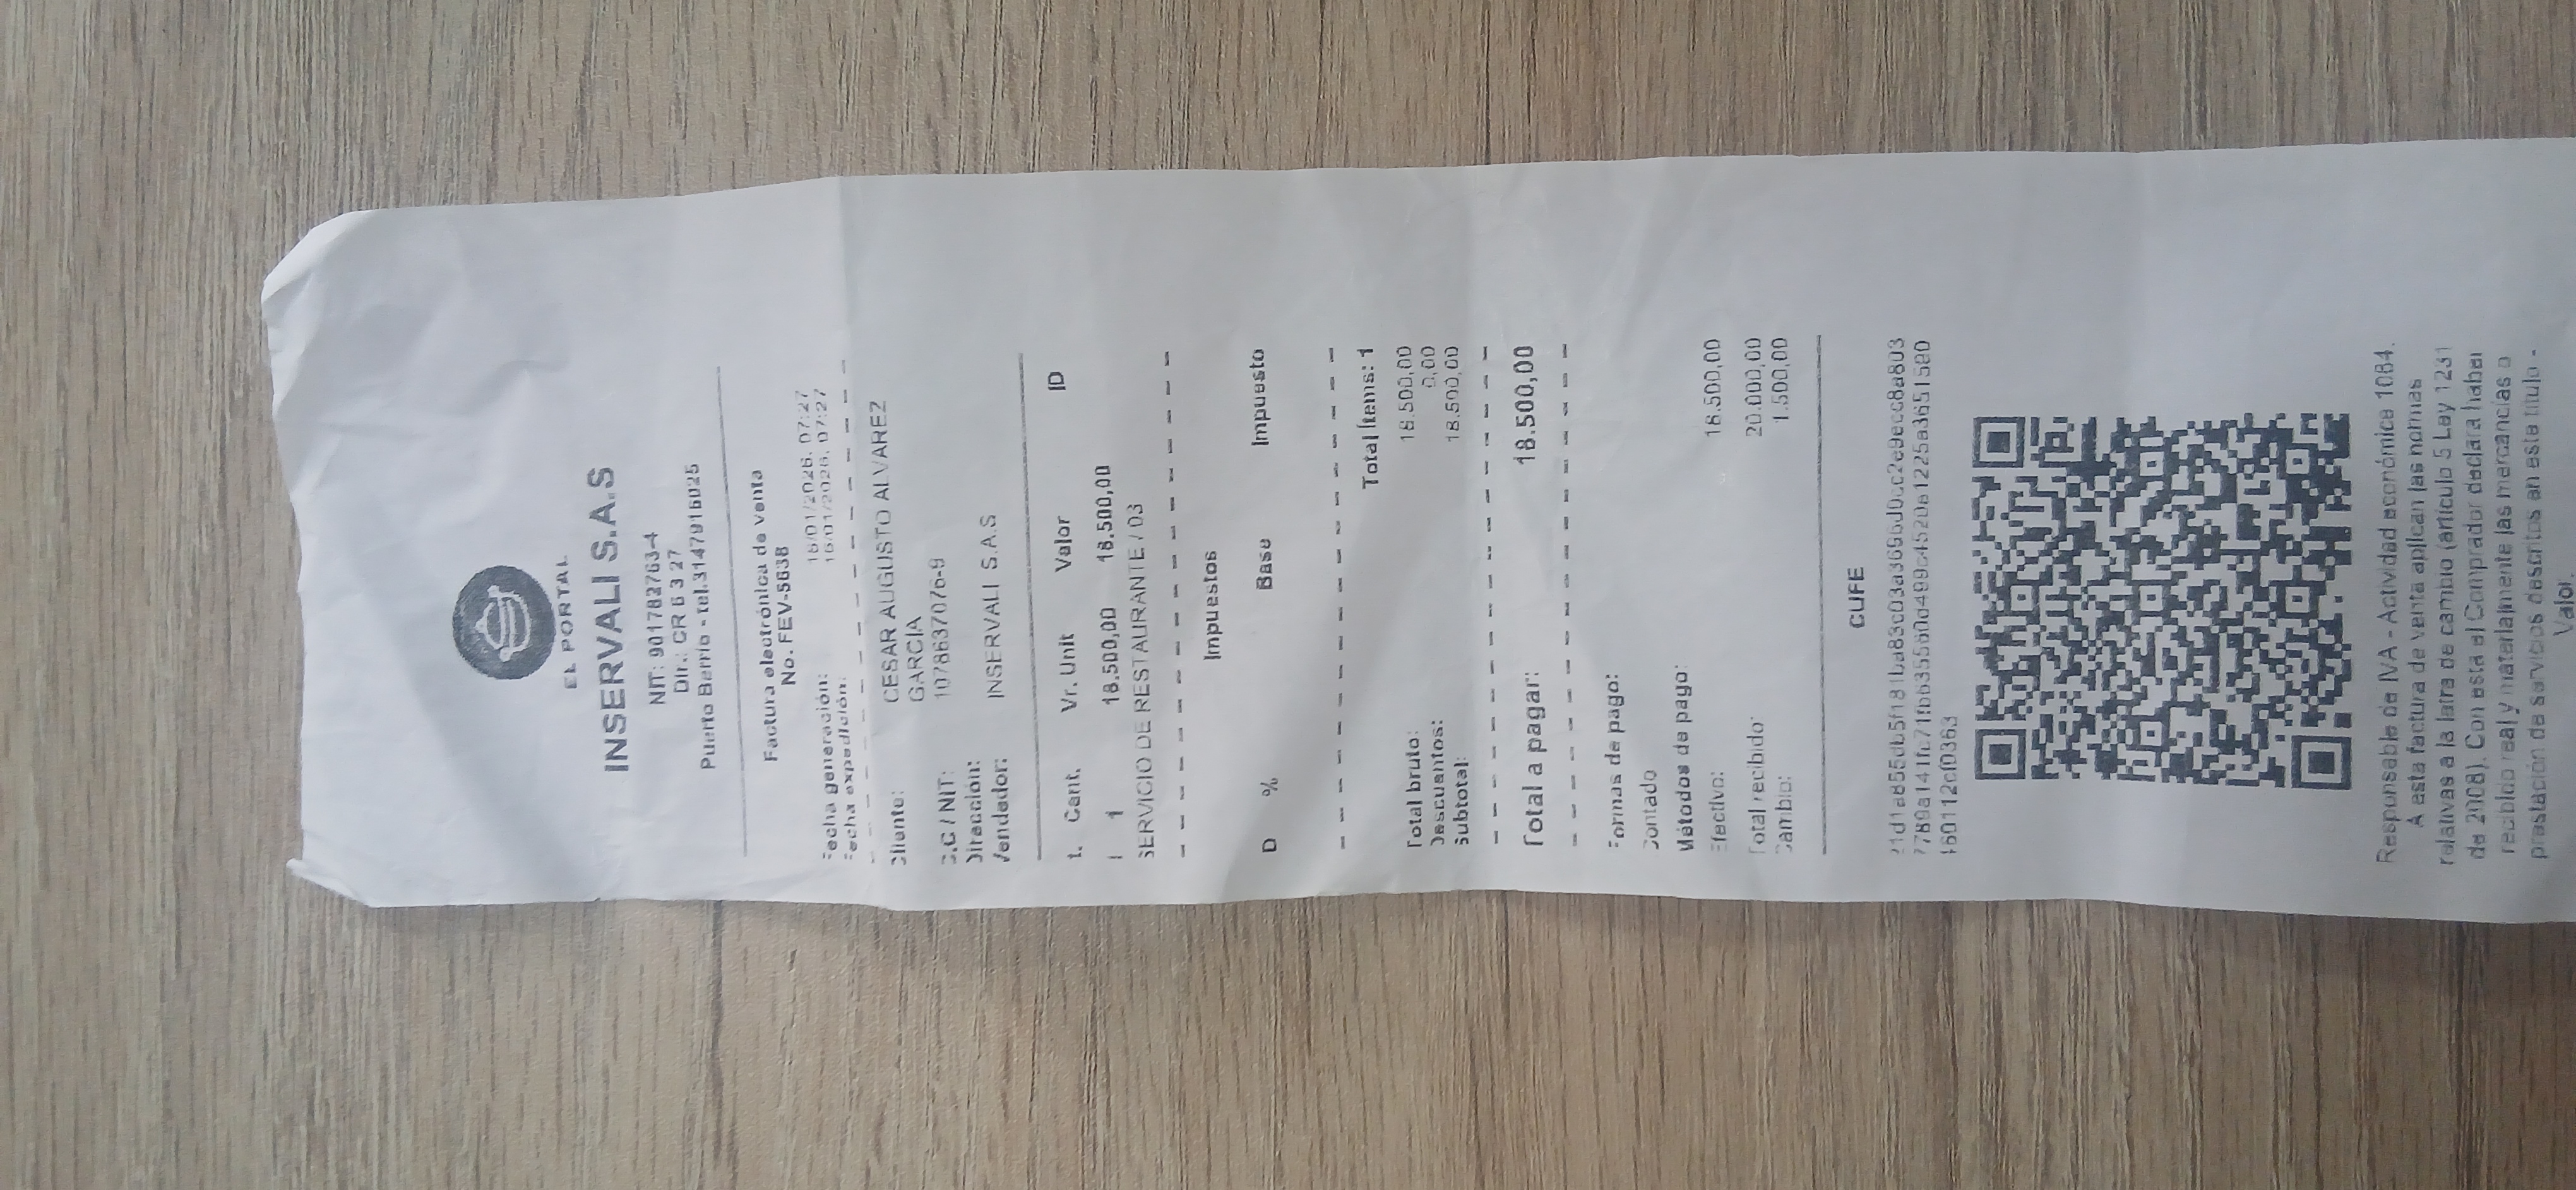 EL PORTAL
INSERVALI S.A.S
NIT: 901782763-4
Dir.: CR 6 3 27
Puerto Berrío - tel.3147916025
Factura electrónica de venta
No. FEV-5638
Fecha generación: 16/01/2026, 07:27
Fecha expedición: 16/01/2026, 07:27
Cliente: CESAR AUGUSTO ALVAREZ
GARCÍA
C.C / NIT: 1078637076-9
Dirección:
Vendedor: INSERVALI S.A.S
Cant. Vr. Unit Valor ID
1 1 18.500,00 18.500,00
SERVICIO DE RESTAURANTE / 03
Impuestos
ID % Base Impuesto
Total Items: 1
Total bruto: 18.500,00
Descuentos: 0,00
Subtotal: 18.500,00
Total a pagar: 18.500,00
Formas de pago:
Contado
Métodos de pago:
Efectivo: 18.500,00
Total recibido: 20.000,00
Cambio: 1.500,00
CUFE
Responsable de IVA - Actividad económica 1084.
A esta factura de venta aplican las normas
relativas a la letra de cambio (artículo 5 Ley 1231
de 2008). Con esta el Comprador declara haber
recibido real y materialmente las mercancías o
prestación de servicios descritos en este título -
Valor.